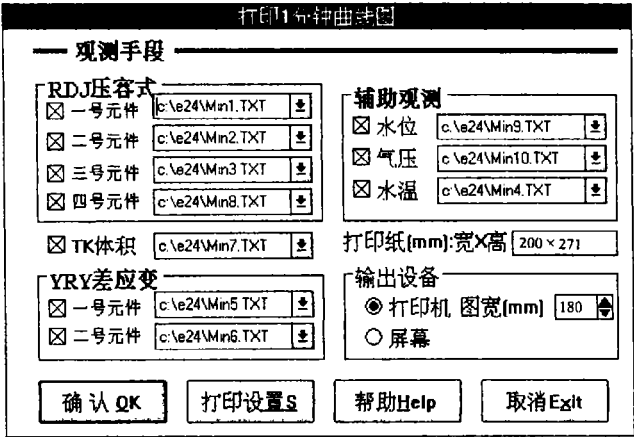 打印1分钟曲线图
观测手段
RDJ压容式
一号元件 c:\e24\Min1.TXT
二号元件 c:\e24\Min2.TXT
三号元件 c:\e24\Min3.TXT
四号元件 c:\e24\Min8.TXT
TK体积 c:\e24\Min7.TXT
YRY差应变
一号元件 c:\e24\Min5.TXT
二号元件 c:\e24\Min6.TXT
辅助观测
水位 c:\e24\Min9.TXT
气压 c:\e24\Min10.TXT
水温 c:\e24\Min4.TXT
打印纸(mm):宽X高 200×271
输出设备
打印机 图宽(mm) 180
屏幕
确认OK 打印设置S 帮助Help 取消Exit